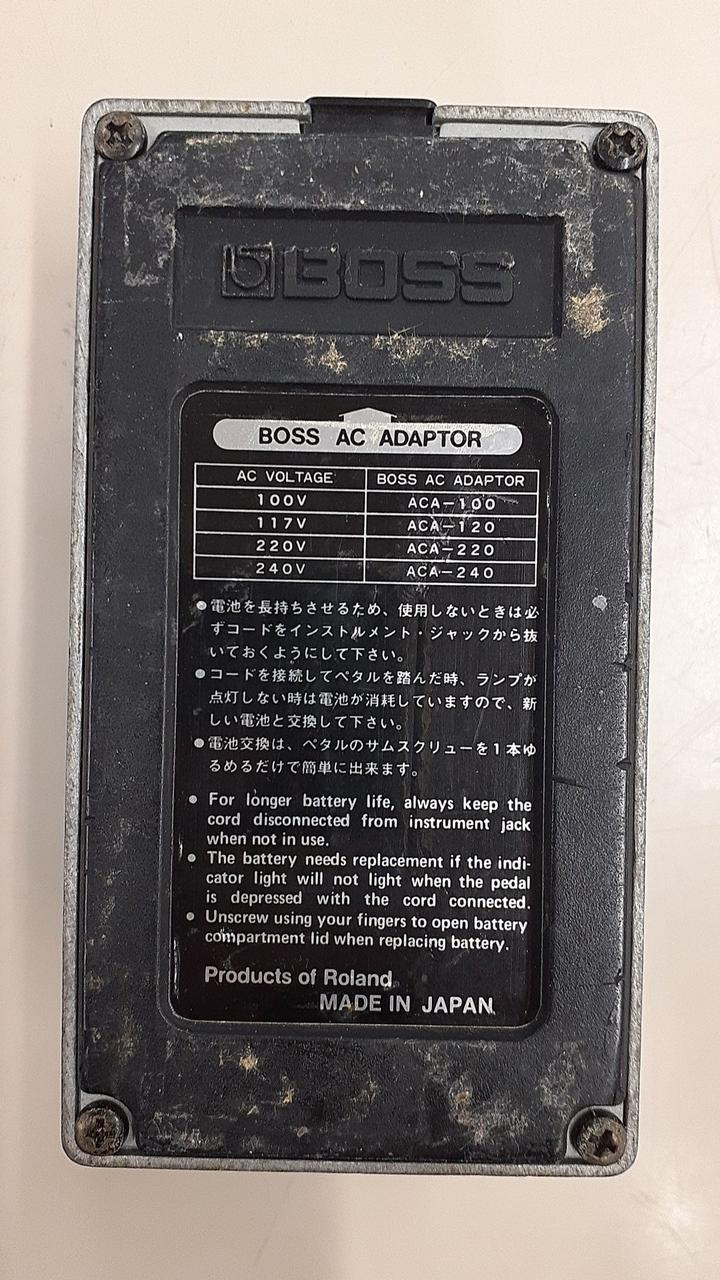 BOSS
BOSS AC ADAPTOR
AC VOLTAGE BOSS AC ADAPTOR
100V ACA-100
117V ACA-120
220V ACA-220
240V ACA-240
●電池を長持ちさせるため、使用しないときは必
ずコードをインストルメント・ジャックから抜
いておくようにして下さい。
●コードを接続してペタルを踏んだ時、ランプが
点灯しない時は電池が消耗していますので、新
しい電池と交換して下さい。
●電池交換は、ペタルのサムスクリューを1本ゆ
るめるだけで簡単に出来ます。
● For longer battery life, always keep the
cord disconnected from instrument jack
when not in use.
● The battery needs replacement if the indi-
cator light will not light when the pedal
is depressed with the cord connected.
● Unscrew using your fingers to open battery
compartment lid when replacing battery.
Products of Roland
MADE IN JAPAN